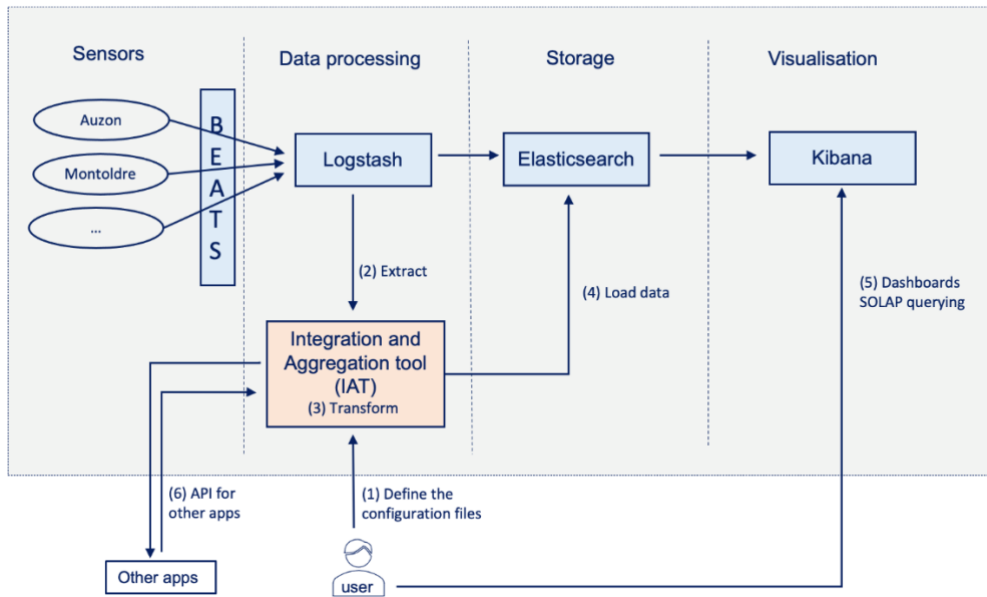 Sensors
Data processing
Storage
Visualisation
Auzon
Montoldre
...
BEATS
Logstash
Elasticsearch
Kibana
(2) Extract
(4) Load data
(5) Dashboards
SOLAP querying
Integration and
Aggregation tool
(IAT)
(3) Transform
(6) API for
other apps
(1) Define the
configuration files
Other apps
user